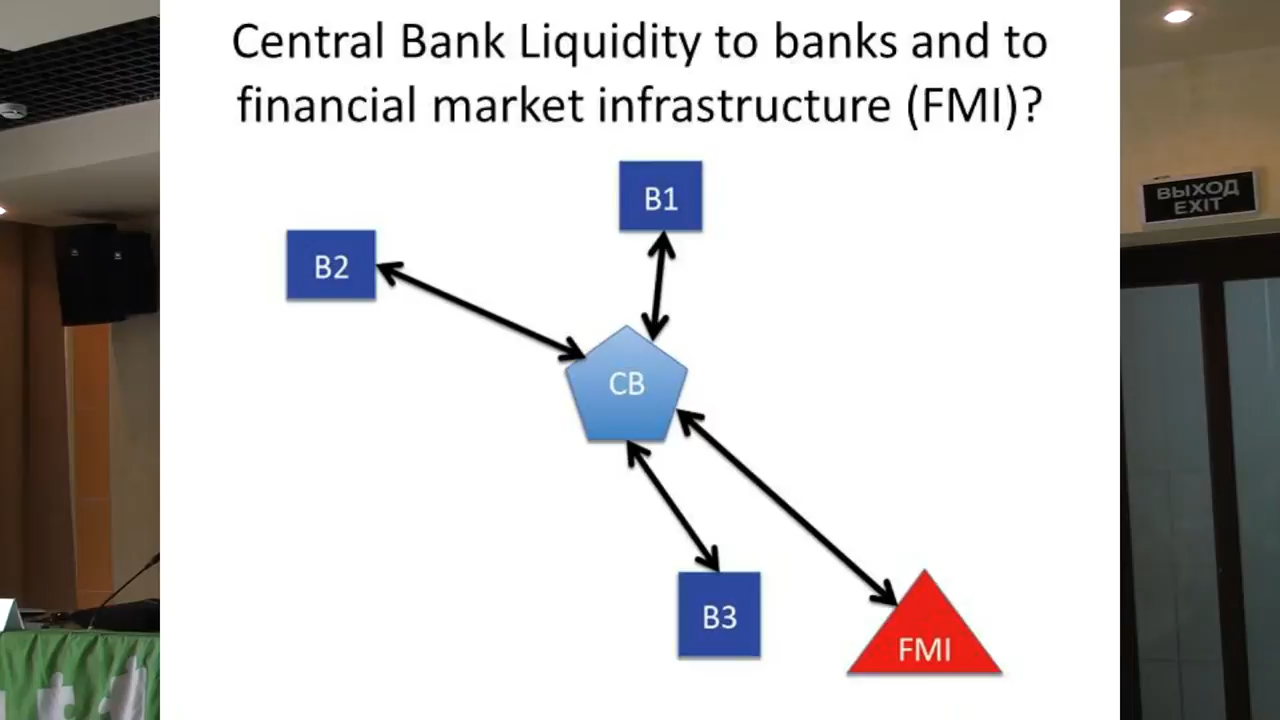 Central Bank Liquidity to banks and to
financial market infrastructure (FMI)?
B1
B2
CB
B3
FMI
ВЫХОД
EXIT